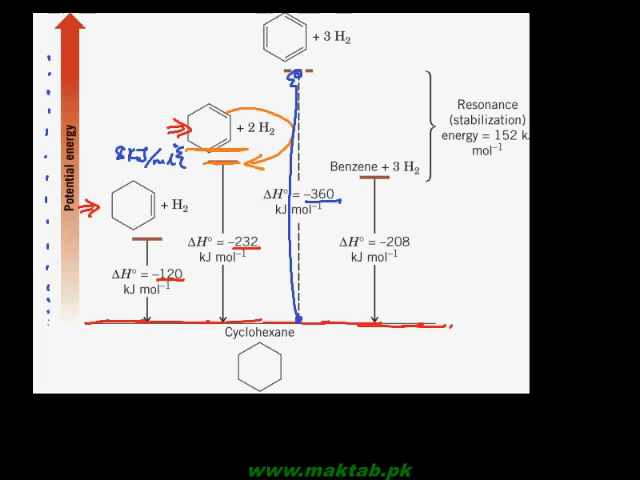 + 3 H₂
+ 2 H₂
8 KJ/mol
+ H₂
Potential energy
Resonance
(stabilization)
energy = 152 k
mol⁻¹
Benzene + 3 H₂
ΔH° = –360
kJ mol⁻¹
ΔH° = –232
kJ mol⁻¹
ΔH° = –208
kJ mol⁻¹
ΔH° = –120
kJ mol⁻¹
Cyclohexane
www.maktab.pk